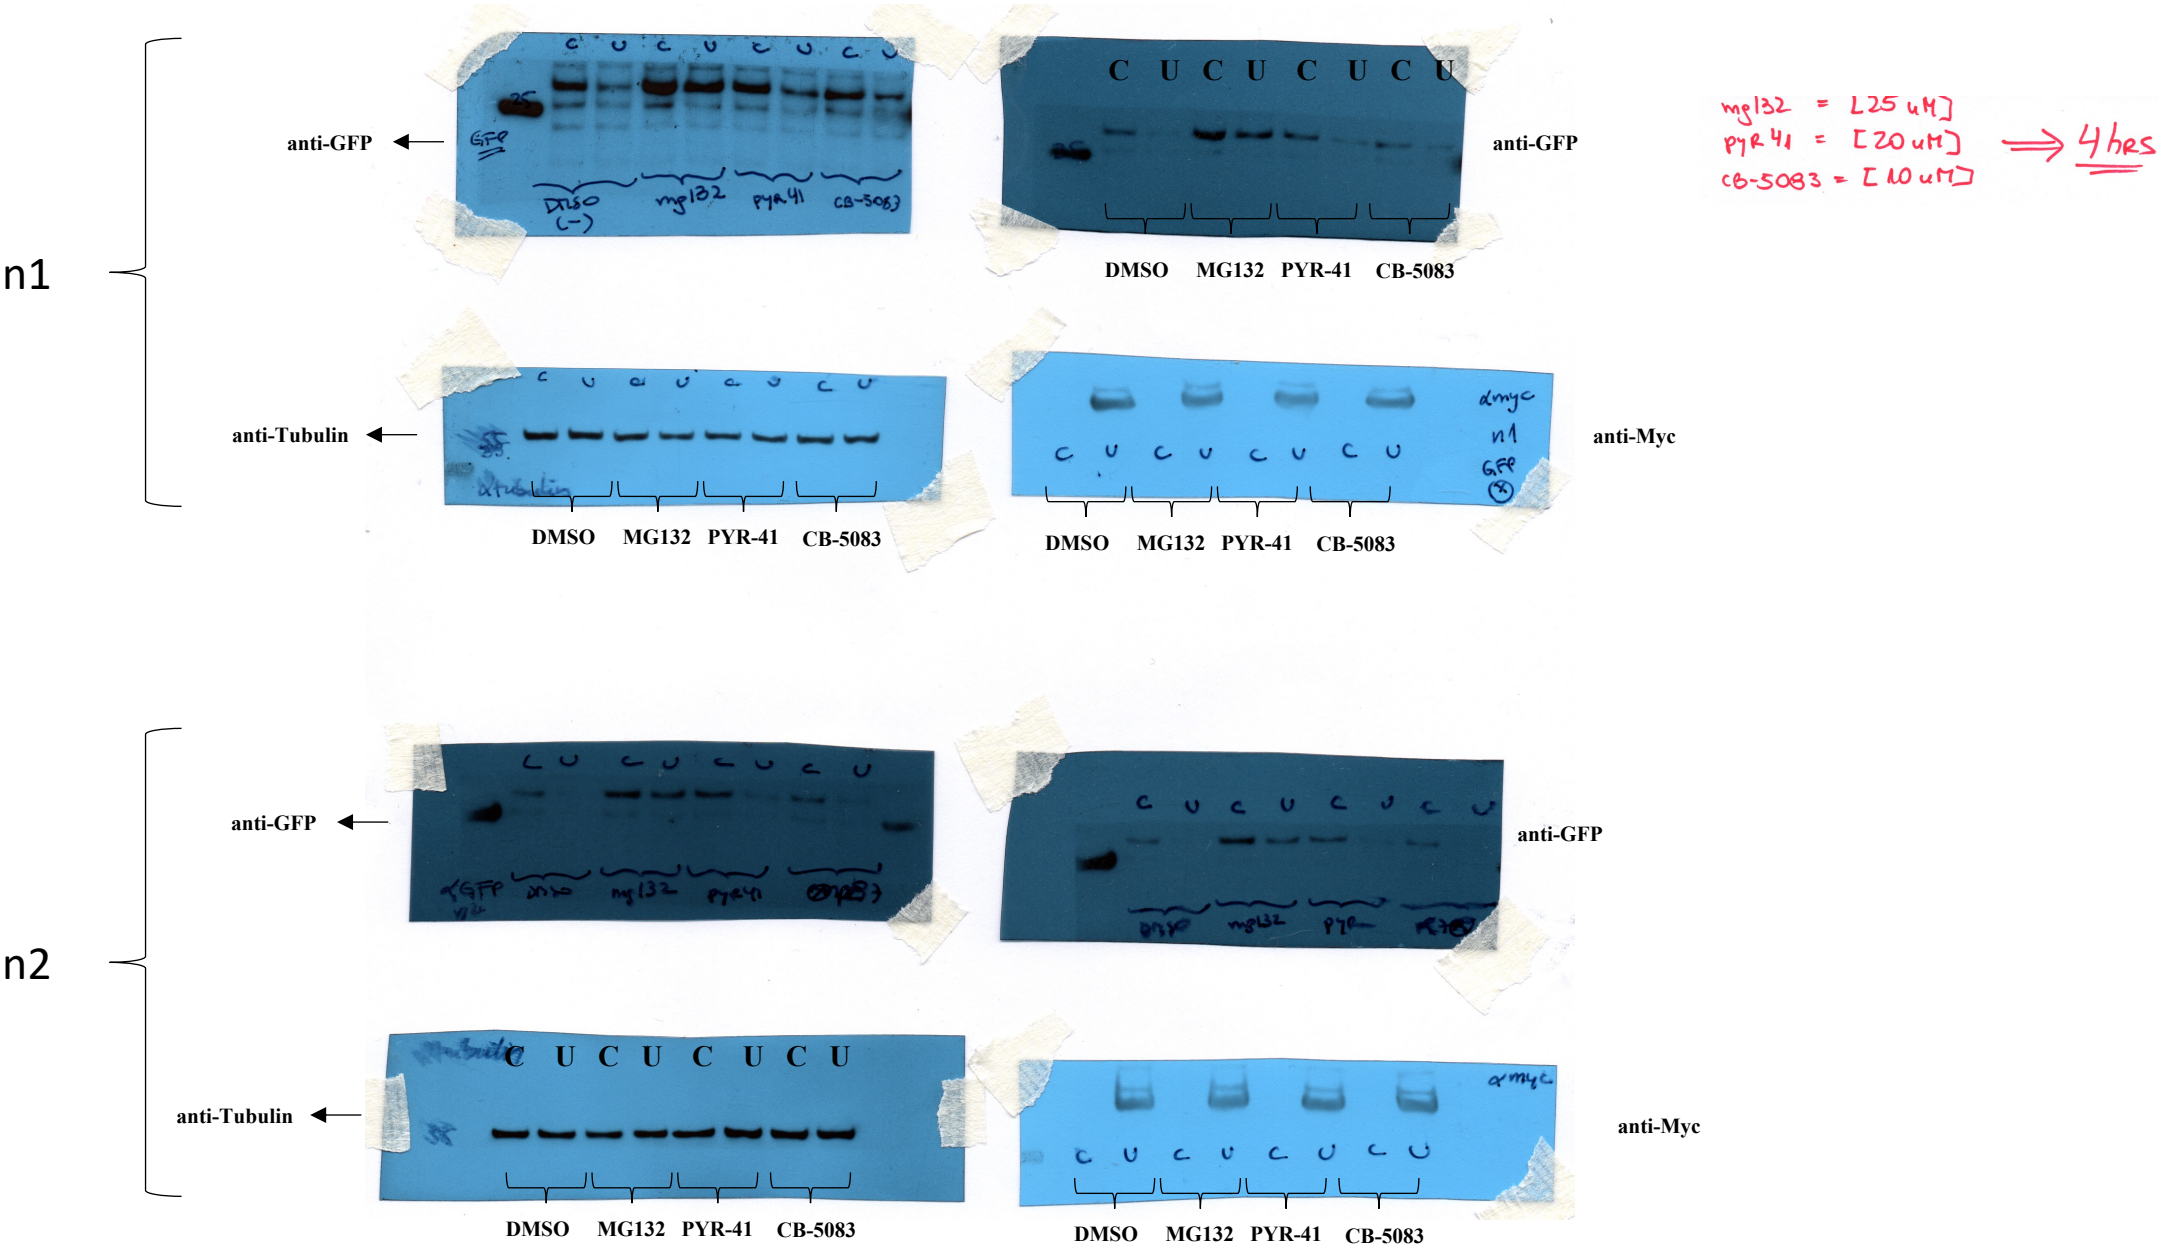 C U C U C U C U
25
GFP
DMSO mg132 pyR41 CB-5083
(-)
anti-GFP
C U C U C U C U
25
anti-GFP
DMSO MG132 PYR-41 CB-5083
mg132 = [25 uM]
pyR41 = [20 uM]
CB-5083 = [10 uM]
⇒ 4 hrs
n1
C U C U C U C U
55
αtubulin
anti-Tubulin
DMSO MG132 PYR-41 CB-5083
αmyc
n1
GFP
C U C U C U C U
anti-Myc
DMSO MG132 PYR-41 CB-5083
C U C U C U C U
anti-GFP
αGFP DMSO mg132 pyR41
C U C U C U C U
anti-GFP
DMSO mg132 pyR
n2
C U C U C U C U
anti-Tubulin
55
DMSO MG132 PYR-41 CB-5083
αmyc
C U C U C U C U
anti-Myc
DMSO MG132 PYR-41 CB-5083